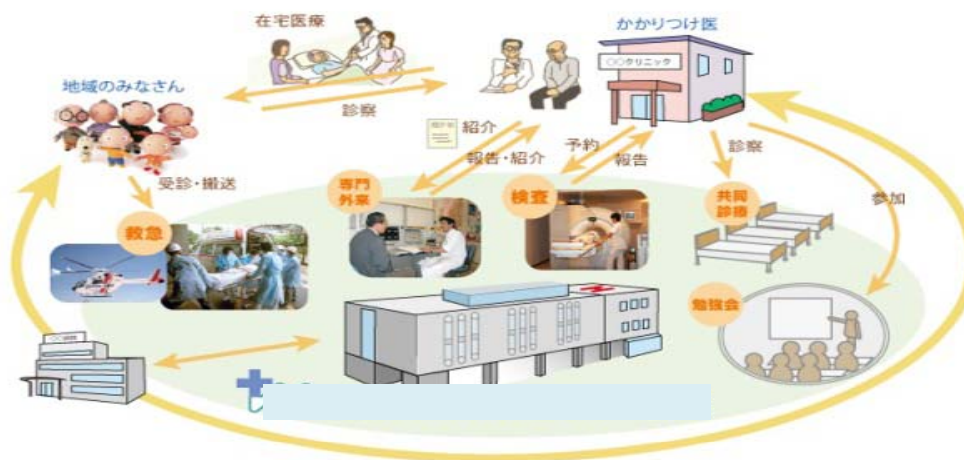 在宅医療
かかりつけ医
○○クリニック
地域のみなさん
診察
紹介
報告・紹介
予約
報告
診察
参加
受診・搬送
救急
専門
外来
検査
共同
診療
勉強会